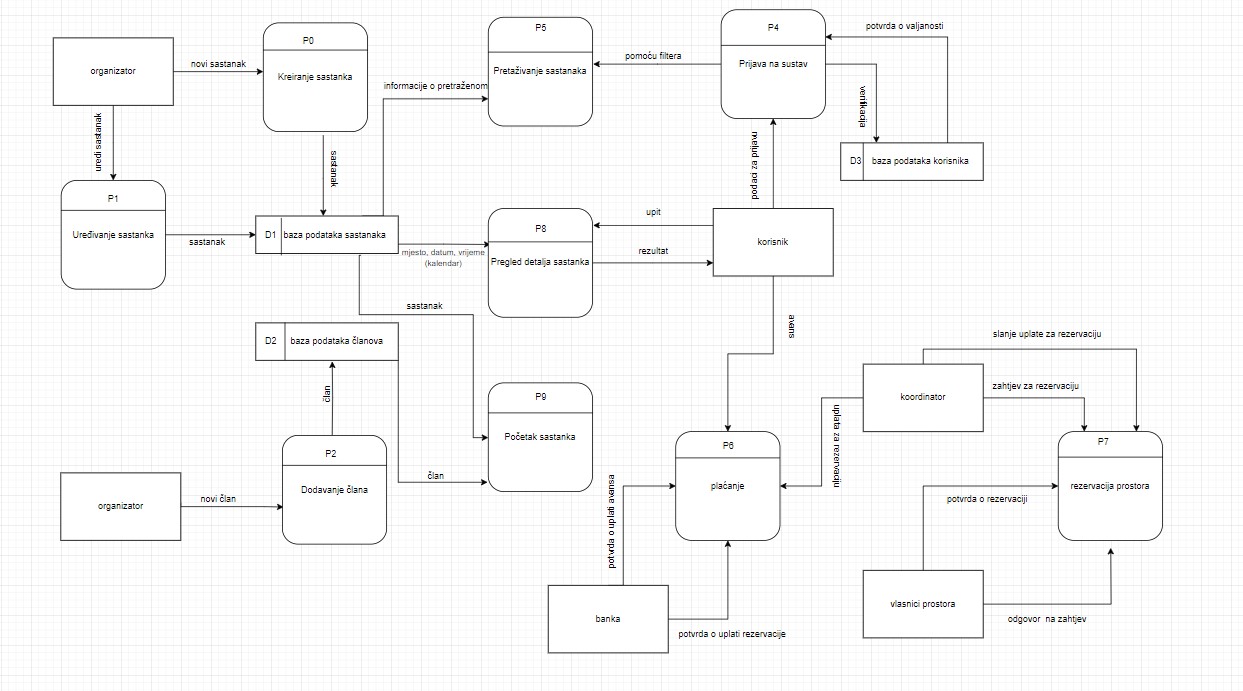 organizator
novi sastanak
P0
Kreiranje sastanka
P5
Pretaživanje sastanaka
pomoću filtera
P4
Prijava na sustav
potvrda o valjanosti
informacije o pretraženom
uredi sastanak
sastanak
verifikacija
D3
baza podataka korisnika
podaci za prijavu
P1
Uređivanje sastanka
sastanak
D1
baza podataka sastanaka
mjesto, datum, vrijeme
(kalendar)
P8
Pregled detalja sastanka
upit
rezultat
korisnik
sastanak
avans
D2
baza podataka članova
slanje uplate za rezervaciju
koordinator
zahtjev za rezervaciju
član
P9
Početak sastanka
uplata za rezervaciju
P2
Dodavanje člana
član
P6
plaćanje
P7
rezervacija prostora
organizator
novi član
potvrda o uplati avansa
potvrda o rezervaciji
banka
potvrda o uplati rezervacije
vlasnici prostora
odgovor na zahtjev